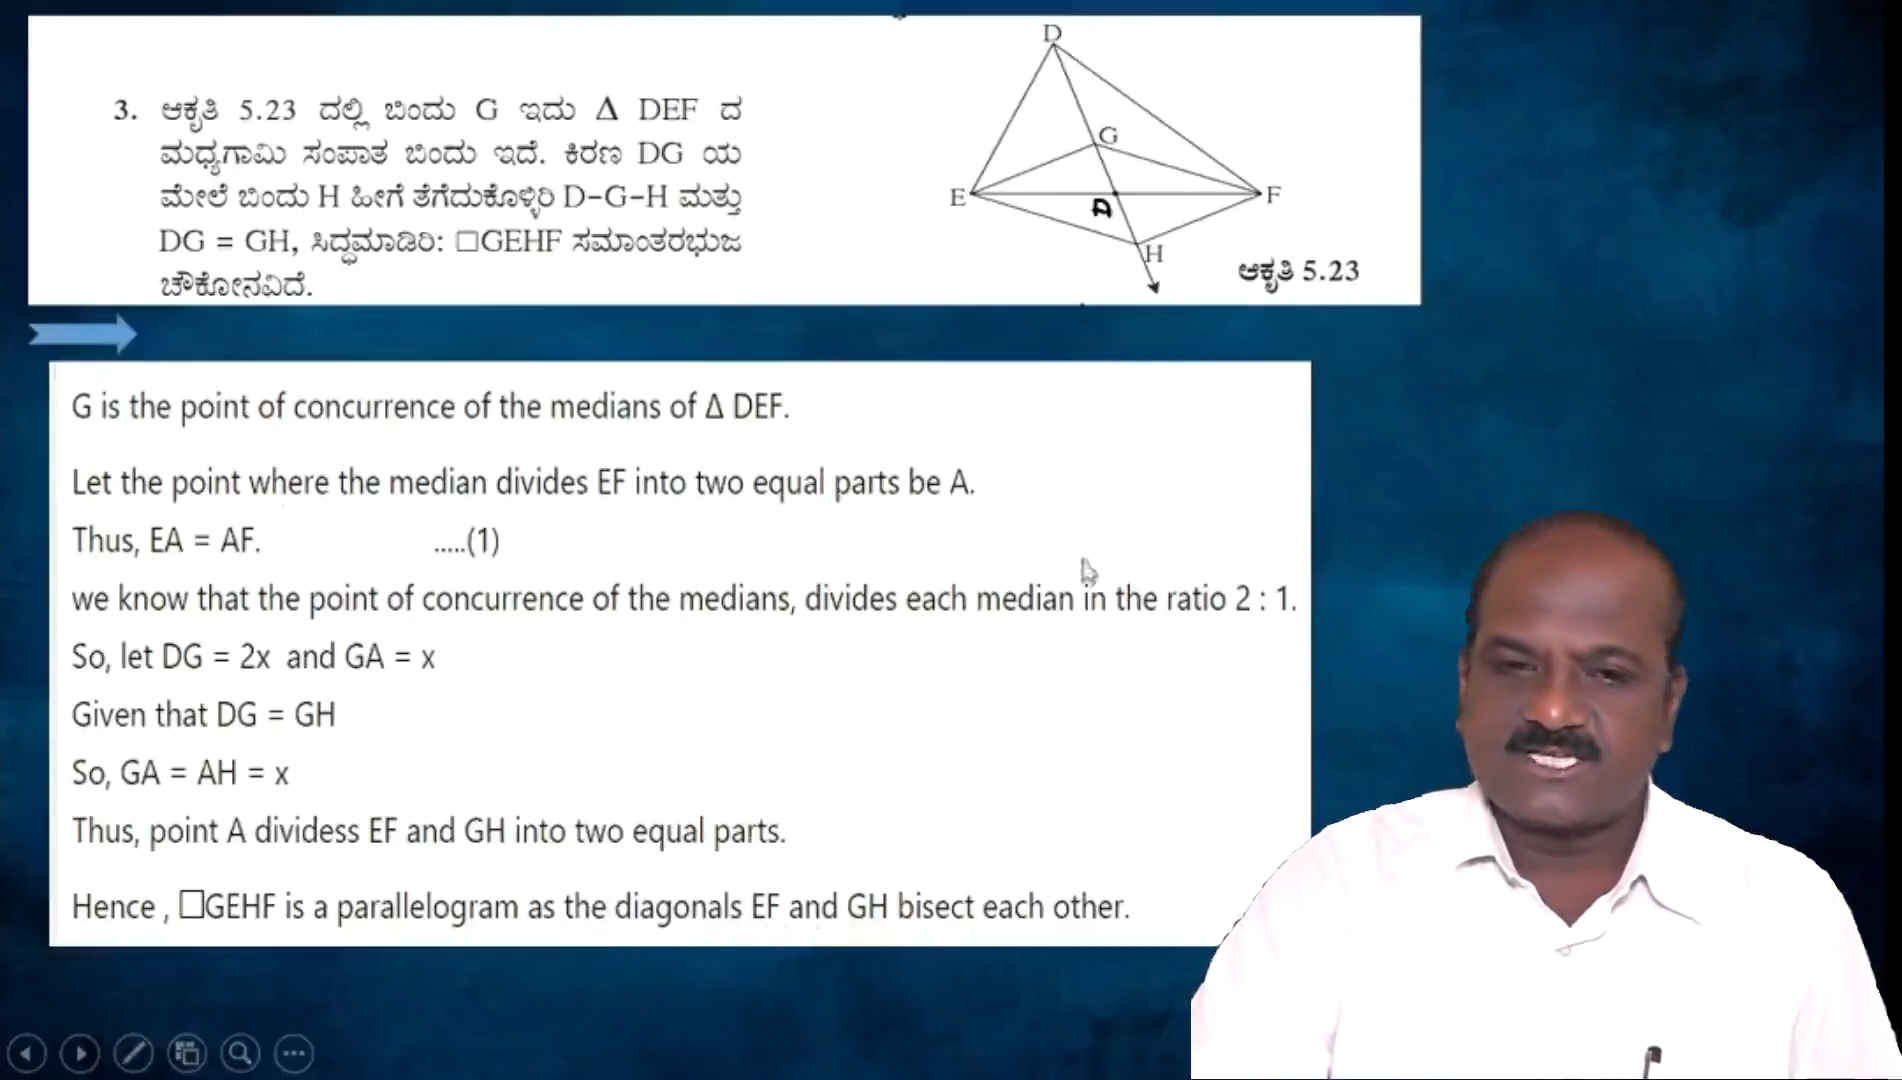 3. ಆಕೃತಿ 5.23 ದಲ್ಲಿ ಬಿಂದು G ಇದು Δ DEF ದ
ಮಧ್ಯಗಾಮಿ ಸಂಪಾತ ಬಿಂದು ಇದೆ. ಕಿರಣ DG ಯ
ಮೇಲೆ ಬಿಂದು H ಹೀಗೆ ತೆಗೆದುಕೊಳ್ಳಿರಿ D-G-H ಮತ್ತು
DG = GH, ಸಿದ್ಧಮಾಡಿರಿ: □GEHF ಸಮಾಂತರಭುಜ
ಚೌಕೋನವಿದೆ.
D
G
E
F
A
H
ಆಕೃತಿ 5.23
G is the point of concurrence of the medians of Δ DEF.
Let the point where the median divides EF into two equal parts be A.
Thus, EA = AF. .....(1)
we know that the point of concurrence of the medians, divides each median in the ratio 2 : 1.
So, let DG = 2x and GA = x
Given that DG = GH
So, GA = AH = x
Thus, point A dividess EF and GH into two equal parts.
Hence , □GEHF is a parallelogram as the diagonals EF and GH bisect each other.